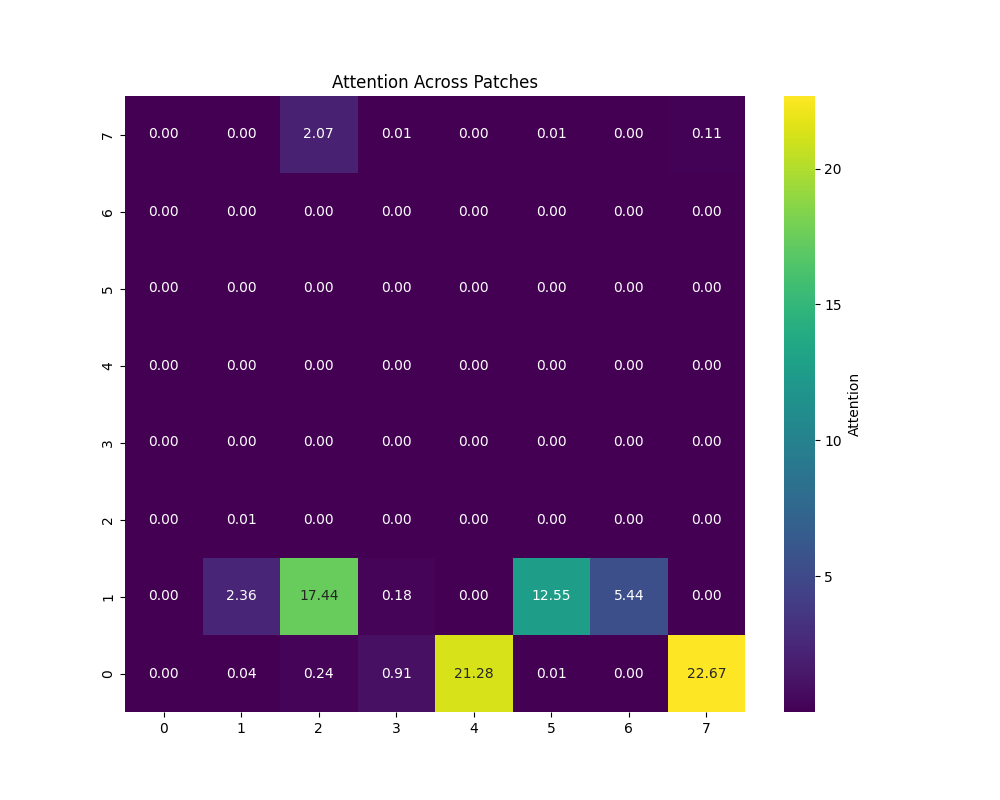 Attention Across Patches
7 0.00 0.00 2.07 0.01 0.00 0.01 0.00 0.11
6 0.00 0.00 0.00 0.00 0.00 0.00 0.00 0.00
5 0.00 0.00 0.00 0.00 0.00 0.00 0.00 0.00
4 0.00 0.00 0.00 0.00 0.00 0.00 0.00 0.00
3 0.00 0.00 0.00 0.00 0.00 0.00 0.00 0.00
2 0.00 0.01 0.00 0.00 0.00 0.00 0.00 0.00
1 0.00 2.36 17.44 0.18 0.00 12.55 5.44 0.00
0 0.00 0.04 0.24 0.91 21.28 0.01 0.00 22.67
0 1 2 3 4 5 6 7
20
15
10
5
Attention